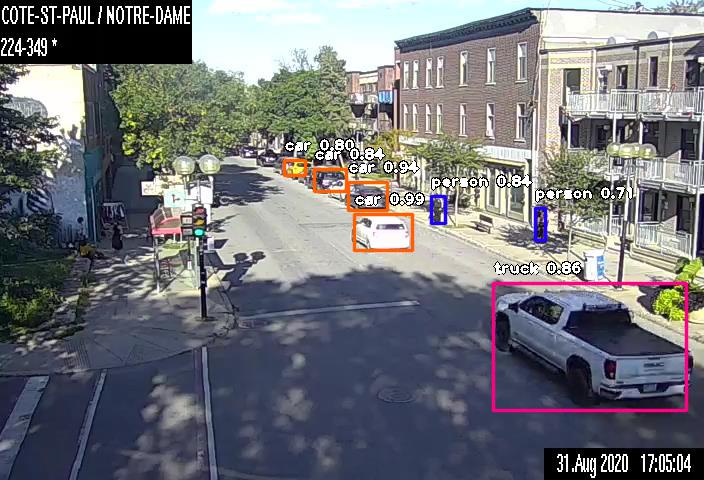 COTE-ST-PAUL / NOTRE-DAME
224-349 *
car 0.80
car 0.84
car 0.94
person 0.84
person 0.71
car 0.99
truck 0.86
GMC
31.Aug 2020 17:05:04